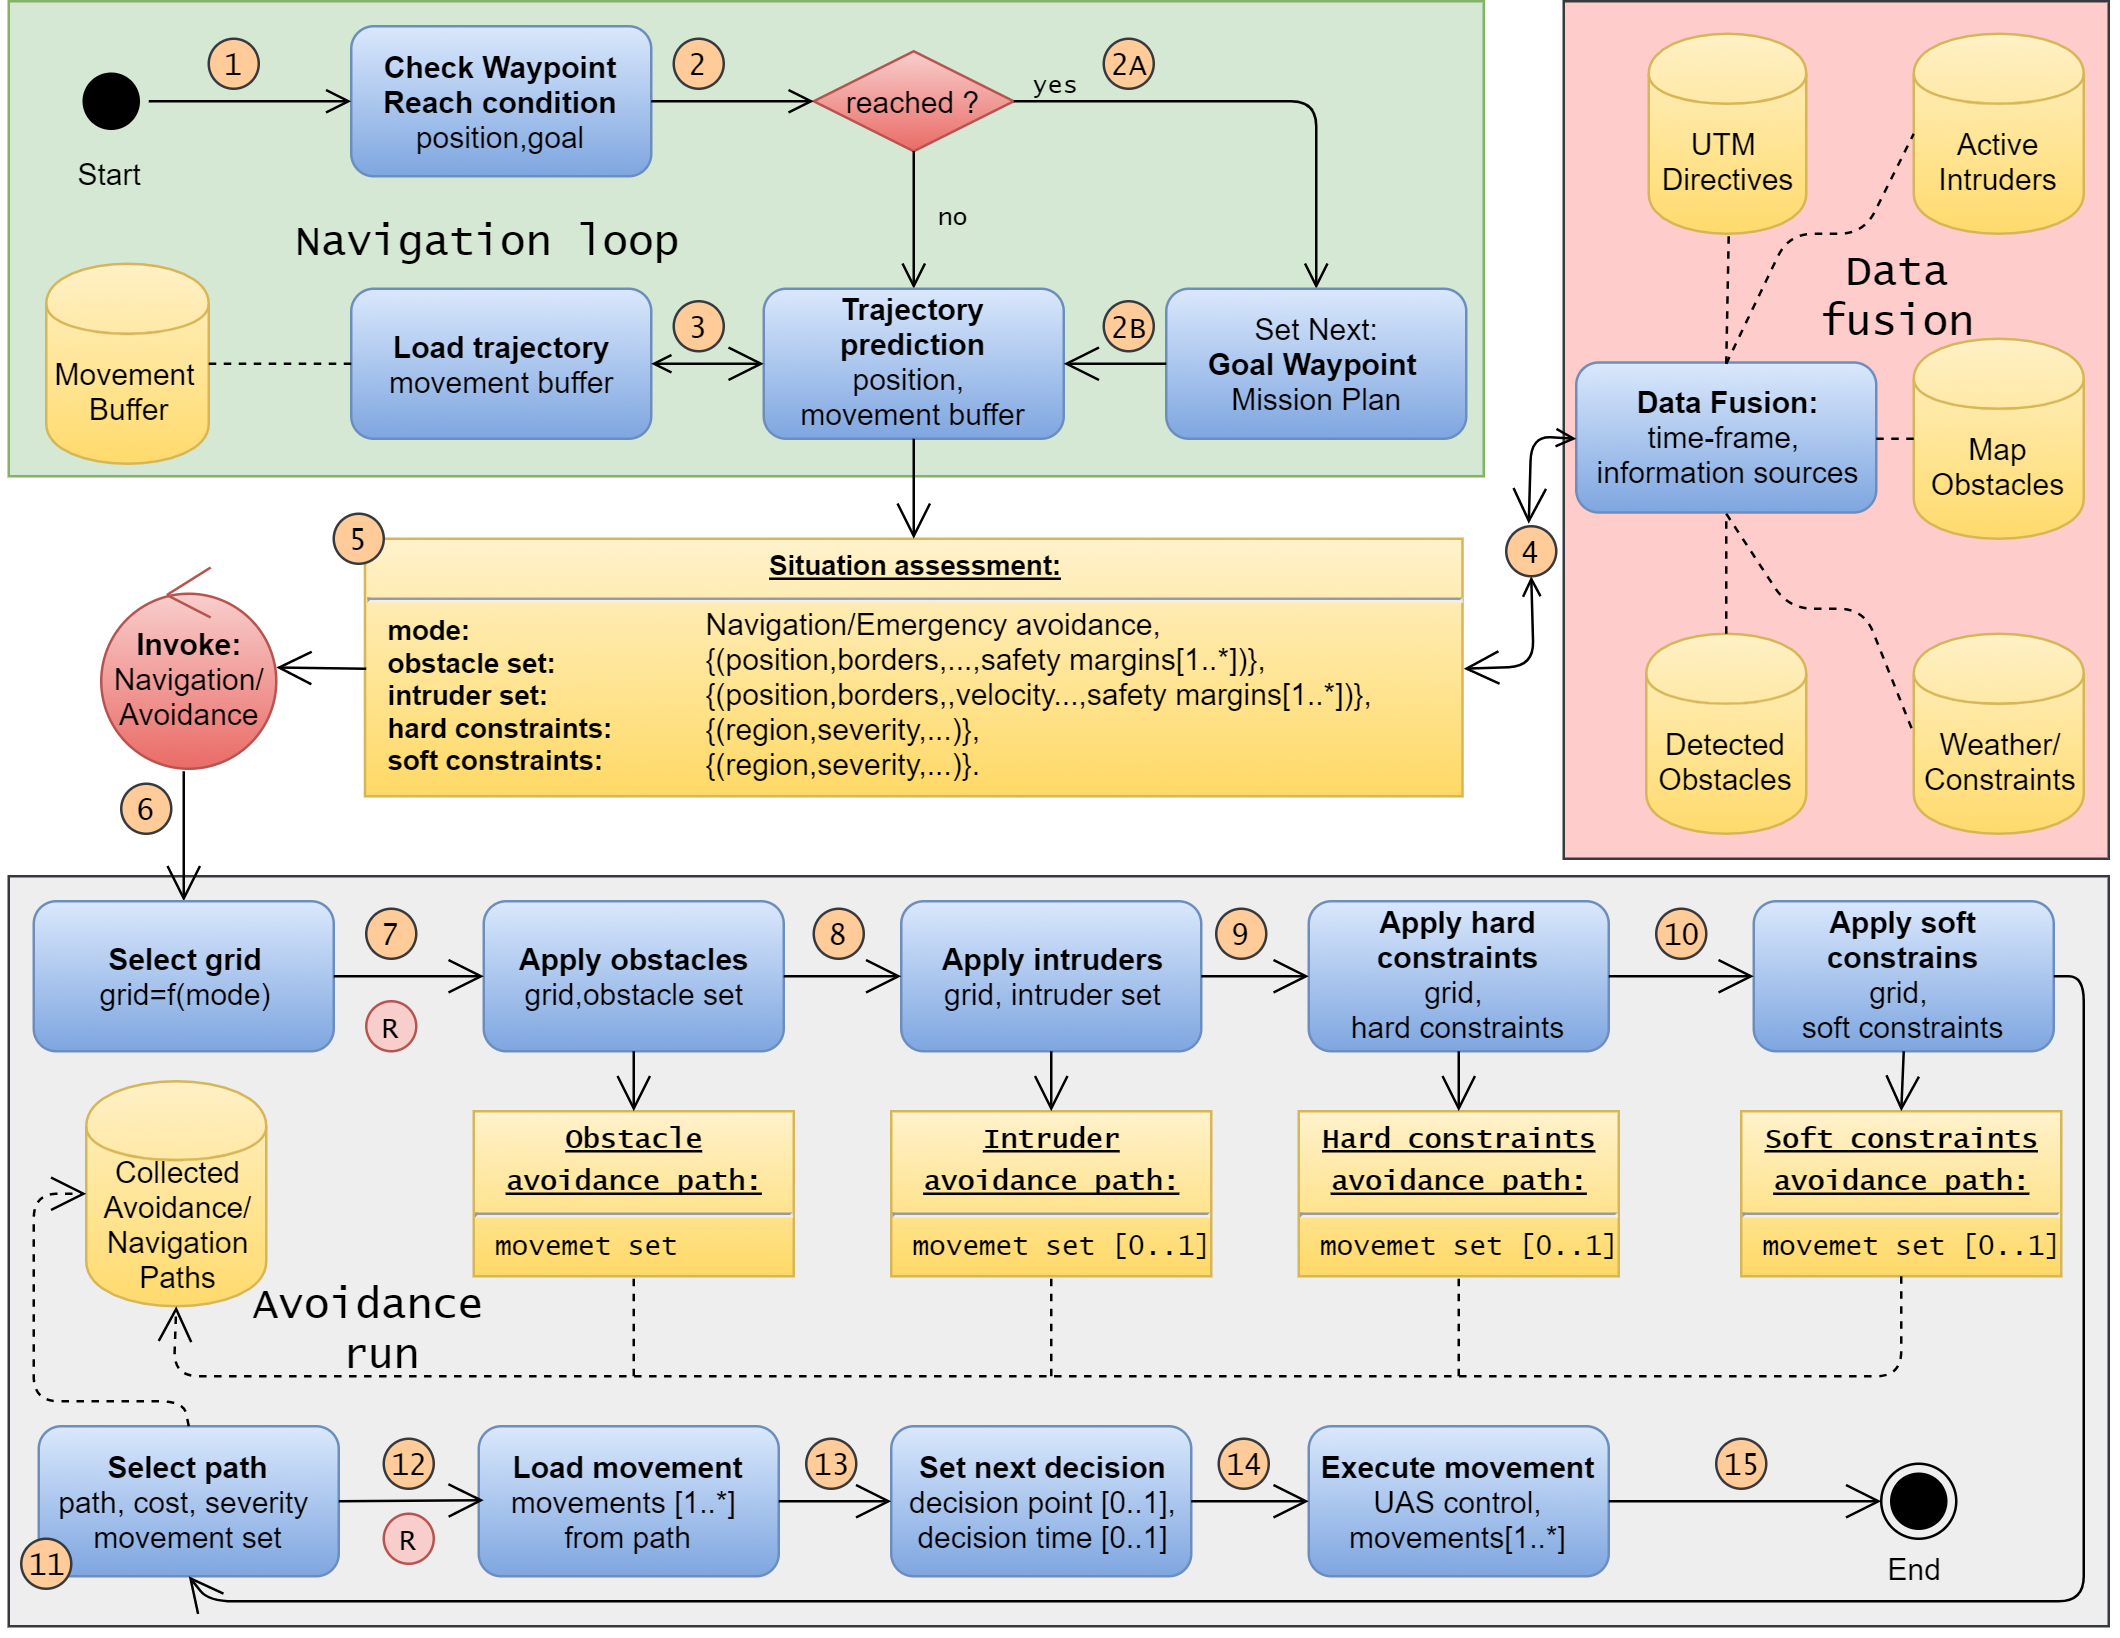 1
Start
Check Waypoint
Reach condition
position,goal
2
reached ?
yes
2A
no
Navigation loop
Movement
Buffer
Load trajectory
movement buffer
3
Trajectory
prediction
position,
movement buffer
2B
Set Next:
Goal Waypoint
Mission Plan
UTM
Directives
Active
Intruders
Data
fusion
Data Fusion:
time-frame,
information sources
Map
Obstacles
Detected
Obstacles
Weather/
Constraints
4
5
Situation assessment:
mode: Navigation/Emergency avoidance,
obstacle set: {(position,borders,...,safety margins[1..*])},
intruder set: {(position,borders,,velocity...,safety margins[1..*])},
hard constraints: {(region,severity,...)},
soft constraints: {(region,severity,...)}.
Invoke:
Navigation/
Avoidance
6
Select grid
grid=f(mode)
7
R
Apply obstacles
grid,obstacle set
8
Apply intruders
grid, intruder set
9
Apply hard
constraints
grid,
hard constraints
10
Apply soft
constrains
grid,
soft constraints
Collected
Avoidance/
Navigation
Paths
Obstacle
avoidance path:
movemet set
Intruder
avoidance path:
movemet set [0..1]
Hard constraints
avoidance path:
movemet set [0..1]
Soft constraints
avoidance path:
movemet set [0..1]
Avoidance
run
Select path
path, cost, severity
movement set
11
12
R
Load movement
movements [1..*]
from path
13
Set next decision
decision point [0..1],
decision time [0..1]
14
Execute movement
UAS control,
movements[1..*]
15
End